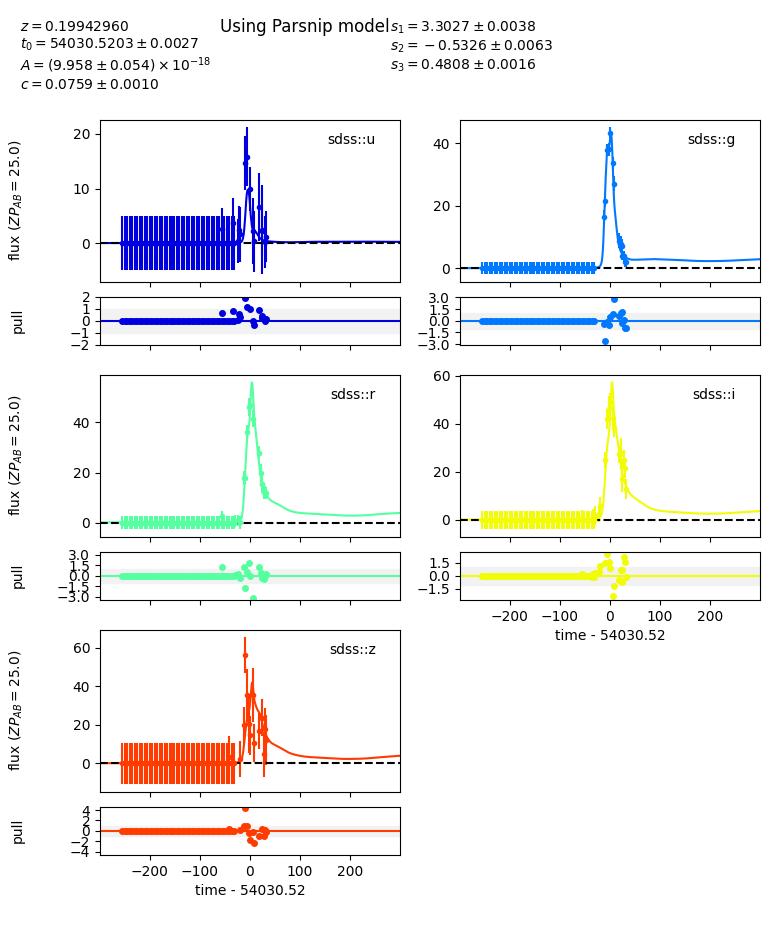 z = 0.19942960
Using Parsnip model
s₁ = 3.3027 ± 0.0038
t₀ = 54030.5203 ± 0.0027
s₂ = −0.5326 ± 0.0063
A = (9.958 ± 0.054) × 10⁻¹⁸
s₃ = 0.4808 ± 0.0016
c = 0.0759 ± 0.0010
flux (ZP_AB = 25.0)
20
10
0
sdss::u
40
20
0
sdss::g
pull
2
1
0
−1
−2
3.0
1.5
0.0
−1.5
−3.0
flux (ZP_AB = 25.0)
40
20
0
sdss::r
60
40
20
0
sdss::i
pull
3.0
1.5
0.0
−1.5
−3.0
1.5
0.0
−1.5
−200 −100 0 100 200
time - 54030.52
flux (ZP_AB = 25.0)
60
40
20
0
sdss::z
pull
4
2
0
−2
−4
−200 −100 0 100 200
time - 54030.52